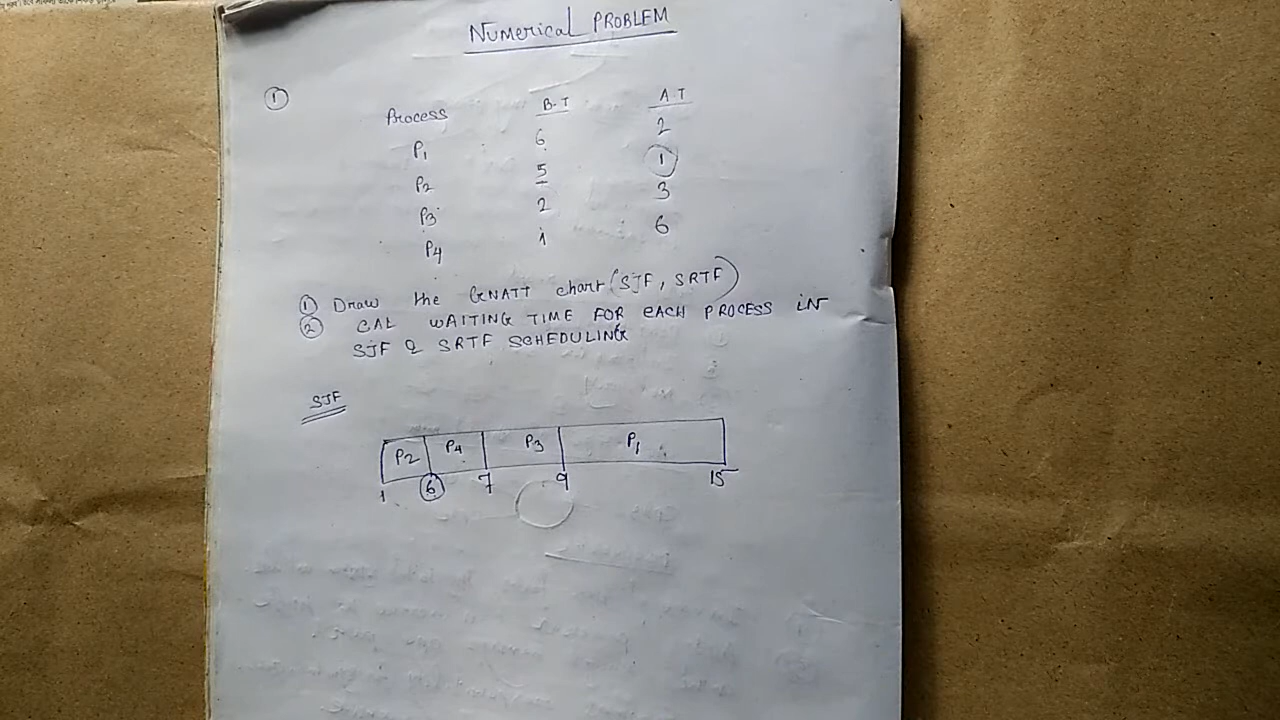 Numerical PROBLEM
①
Process B.T A.T
P1 6 2
P2 5 1
P3 2 3
P4 1 6
① Draw the GNATT chart (SJF, SRTF)
② CAL WAITING TIME FOR EACH PROCESS IN
SJF & SRTF SCHEDULING
SJF
P2 P4 P3 P1
1 6 7 9 15